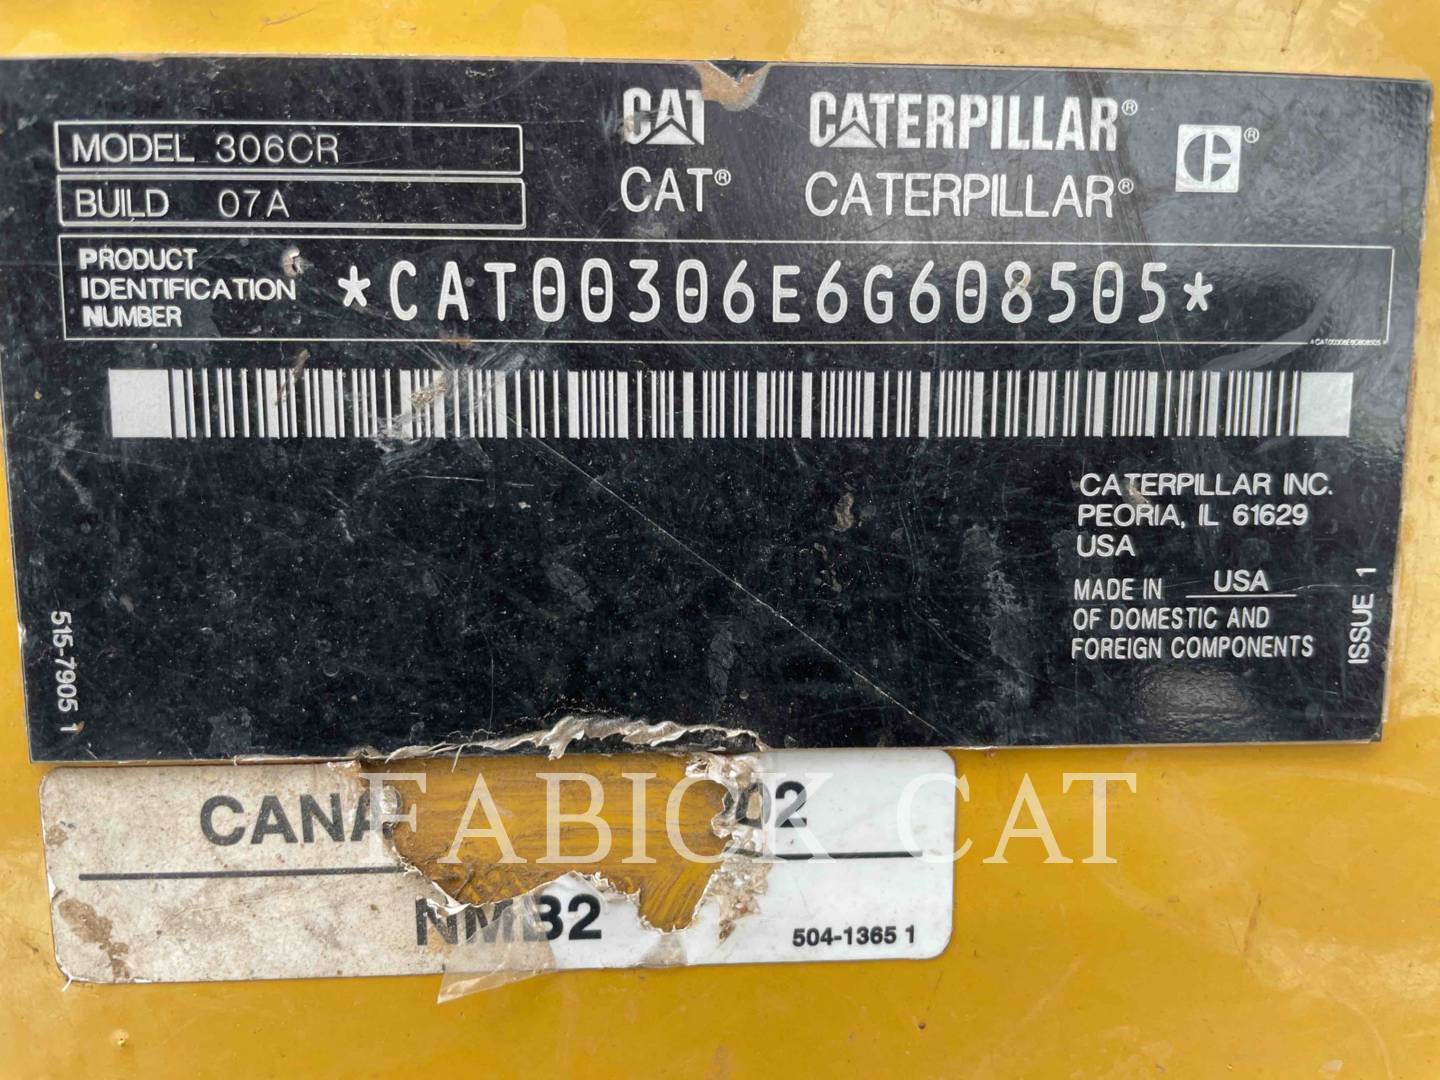 MODEL 306CR
BUILD 07A
CAT
CAT®
CATERPILLAR®
CATERPILLAR®
PRODUCT
IDENTIFICATION
NUMBER
*CAT00306E6G608505*
*CAT00306E6G608505*
CATERPILLAR INC.
PEORIA, IL 61629
USA
MADE IN USA
OF DOMESTIC AND
FOREIGN COMPONENTS
ISSUE 1
515-7905 1
FABICK CAT
NMB2
504-1365 1